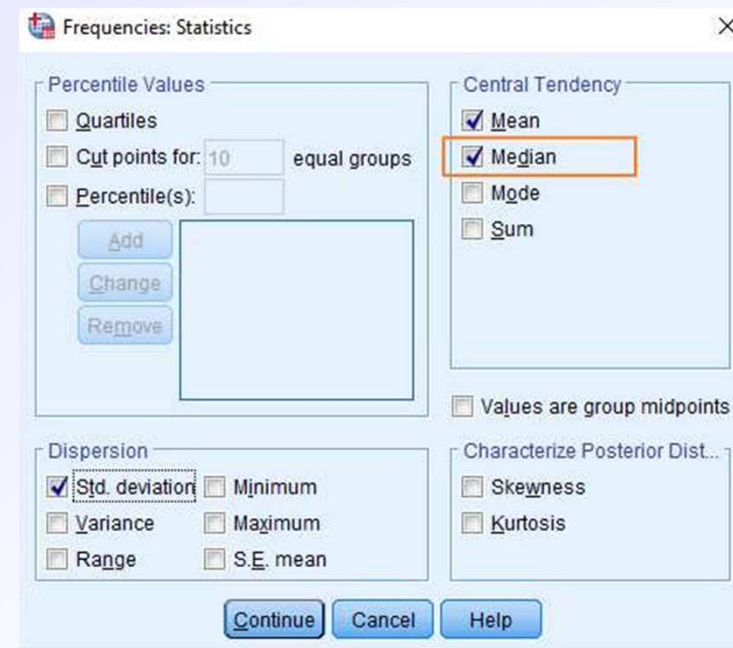 Frequencies: Statistics
Percentile Values
Quartiles
Cut points for: 10 equal groups
Percentile(s):
Add
Change
Remove
Central Tendency
Mean
Median
Mode
Sum
Values are group midpoints
Dispersion
Std. deviation Minimum
Variance Maximum
Range S.E. mean
Characterize Posterior Dist...
Skewness
Kurtosis
Continue Cancel Help